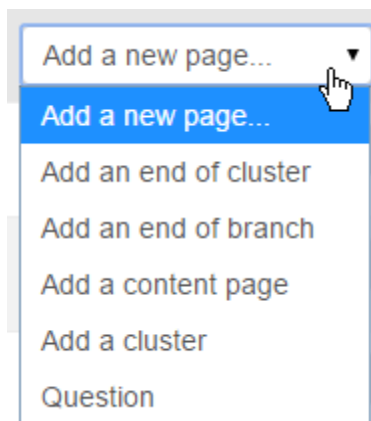 Add a new page...
Add a new page...
Add an end of cluster
Add an end of branch
Add a content page
Add a cluster
Question